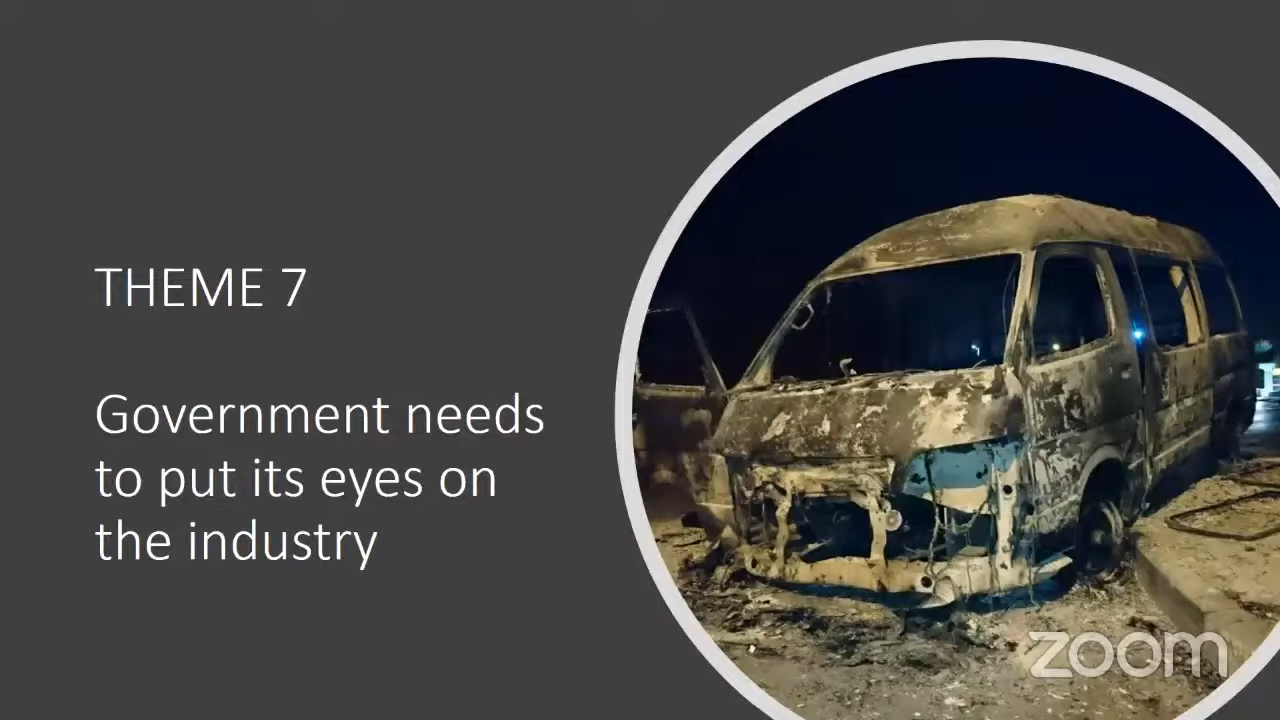 THEME 7
Government needs
to put its eyes on
the industry
zoom